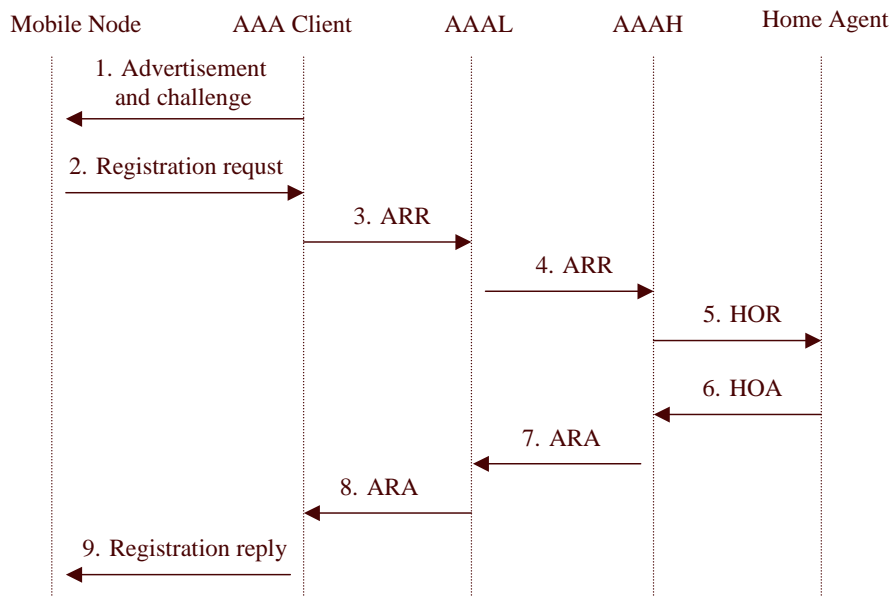 Mobile Node
AAA Client
AAAL
AAAH
Home Agent
1. Advertisement
and challenge
2. Registration requst
3. ARR
4. ARR
5. HOR
6. HOA
7. ARA
8. ARA
9. Registration reply